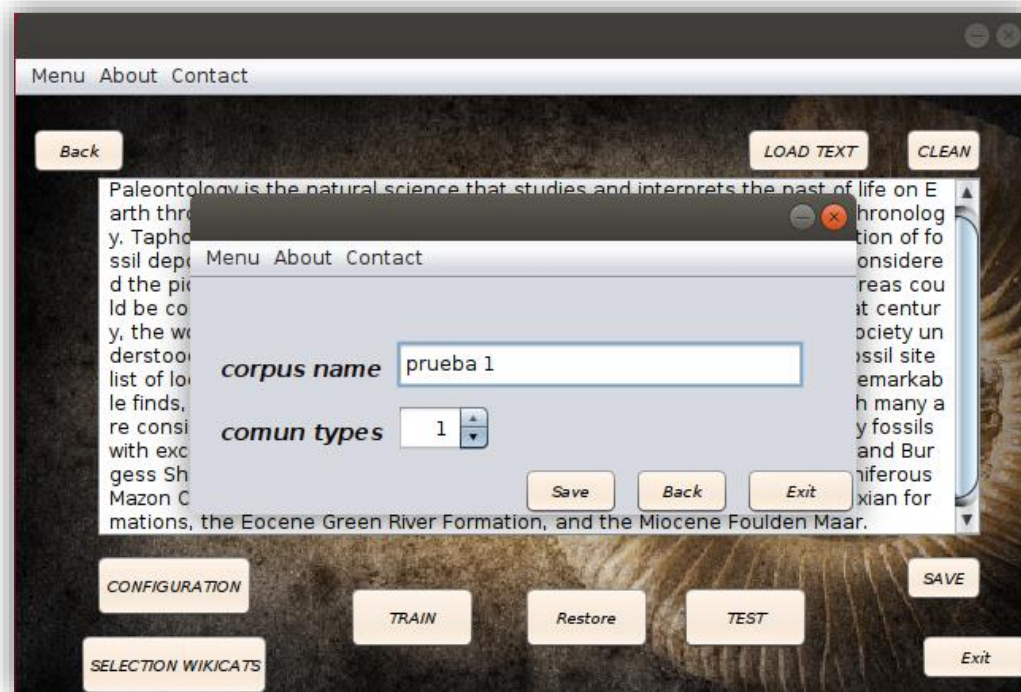 Menu About Contact
Back LOAD TEXT CLEAN
Paleontology is the natural science that studies and interprets the past of life on E
arth thro hronolog
y. Tapho tion of fo
Menu About Contact
ssil depo onsidere
d the pio reas cou
ld be co at centur
y, the wo ociety un
corpus name prueba 1
derstood ossil site
list of lo emarkab
le finds, h many a
comun types 1
re consi y fossils
with exc and Bur
gess Sh niferous
Save Back Exit
Mazon C xian for
mations, the Eocene Green River Formation, and the Miocene Foulden Maar.
CONFIGURATION SAVE
TRAIN Restore TEST
SELECTION WIKICATS Exit